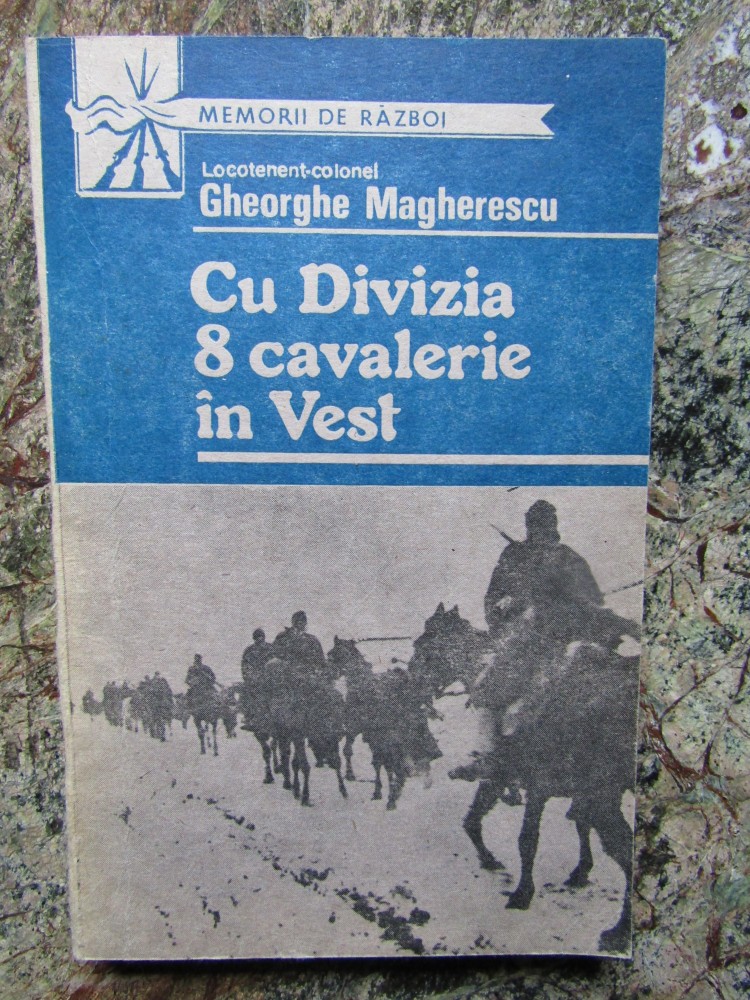 MEMORII DE RĂZBOI
Locotenent-colonel
Gheorghe Magherescu
Cu Divizia
8 cavalerie
în Vest